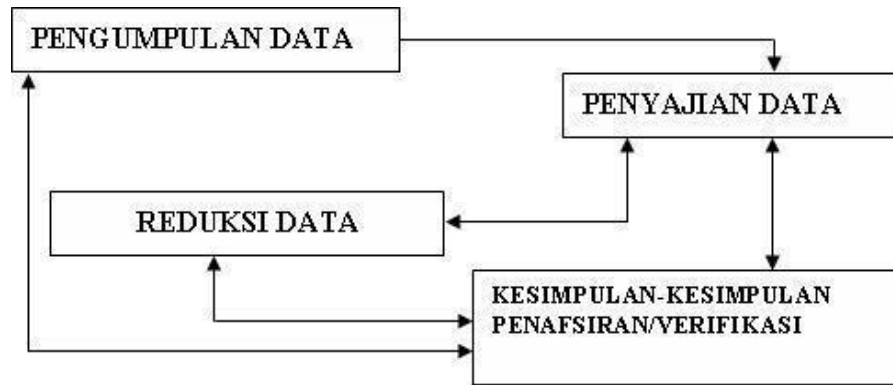 PENGUMPULAN DATA
PENYAJIAN DATA
REDUKSI DATA
KESIMPULAN-KESIMPULAN
PENAFSIRAN/VERIFIKASI